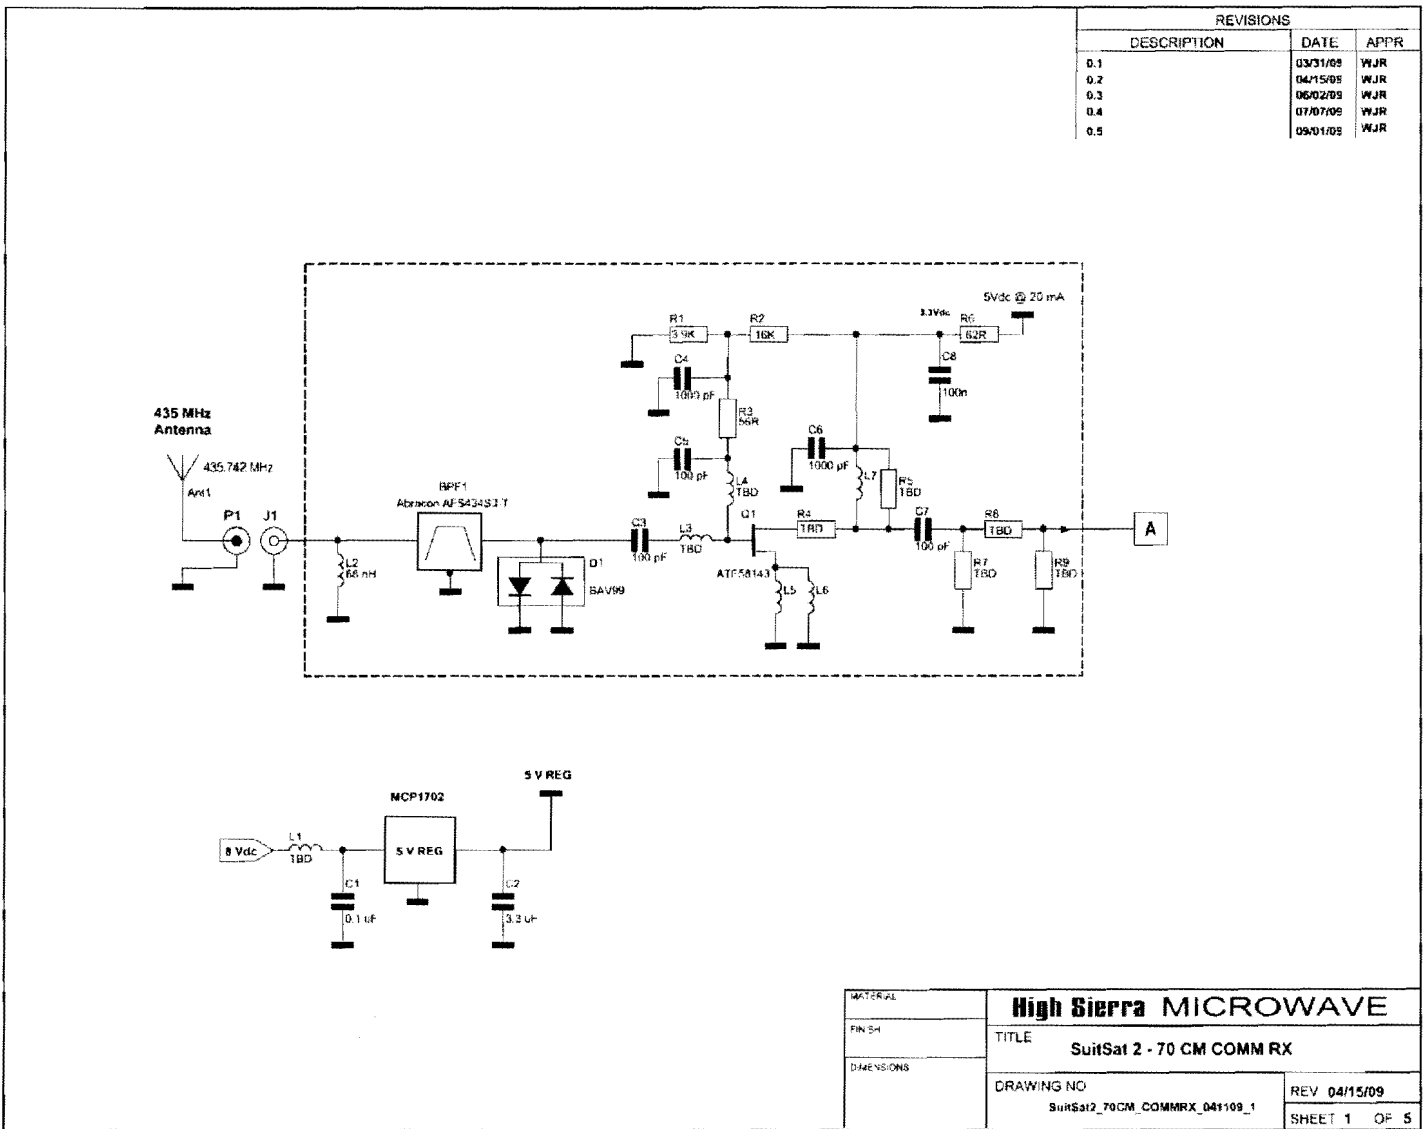 REVISIONS
DESCRIPTION DATE APPR
0.1 03/31/09 WJR
0.2 04/15/09 WJR
0.3 06/02/09 WJR
0.4 07/07/09 WJR
0.5 09/01/09 WJR
5Vdc @ 20 mA
R1
3.9K
R2
16K
3.3Vdc
R6
62R
C4
1000 pF
C8
100n
R3
56R
435 MHz
Antenna
435.742 MHz
Ant1
C5
100 pF
C6
1000 pF
L4
TBD
L7
R5
TBD
BPF1
Abracon AFS434S3-T
P1
J1
C3
100 pF
L3
TBD
Q1
ATF58143
R4
TBD
C7
100 pF
R8
TBD
A
L2
68 nH
D1
BAV99
L5
L6
R7
TBD
R9
TBD
5 V REG
MCP1702
8 Vdc
L1
TBD
5 V REG
C1
0.1 uF
C2
3.3 uF
MATERIAL
FINISH
DIMENSIONS
High Sierra MICROWAVE
TITLE
SuitSat 2 - 70 CM COMM RX
DRAWING NO
SuitSat2_70CM_COMMRX_041109_1
REV 04/15/09
SHEET 1 OF 5